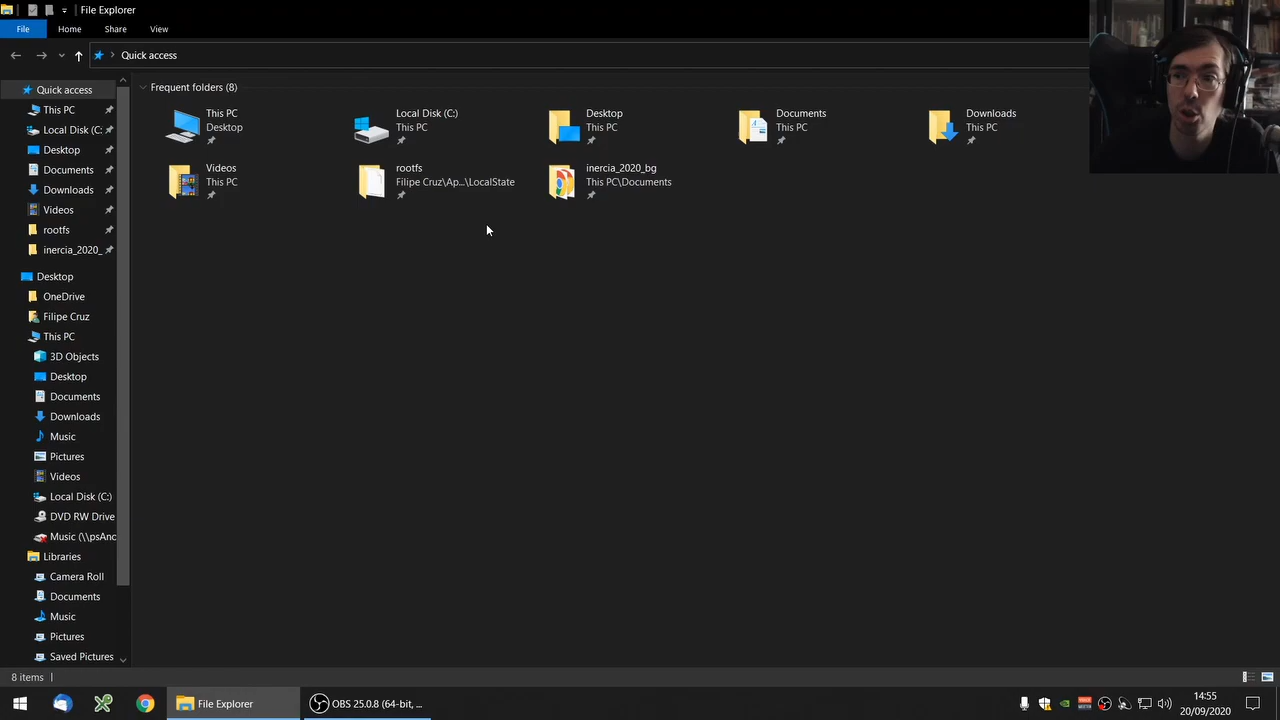 File Explorer
File
Home
Share
View
Quick access
Quick access
This PC
Local Disk (C:
Desktop
Documents
Downloads
Videos
rootfs
inercia_2020_
Desktop
OneDrive
Filipe Cruz
This PC
3D Objects
Desktop
Documents
Downloads
Music
Pictures
Videos
Local Disk (C:)
DVD RW Drive
Music (\\psAnc
Libraries
Camera Roll
Documents
Music
Pictures
Saved Pictures
Frequent folders (8)
This PC
Desktop
Local Disk (C:)
This PC
Desktop
This PC
Documents
This PC
Downloads
This PC
Videos
This PC
rootfs
Filipe Cruz\Ap...\LocalState
inercia_2020_bg
This PC\Documents
8 items
File Explorer
OBS 25.0.8 (64-bit, ...
14:55
20/09/2020